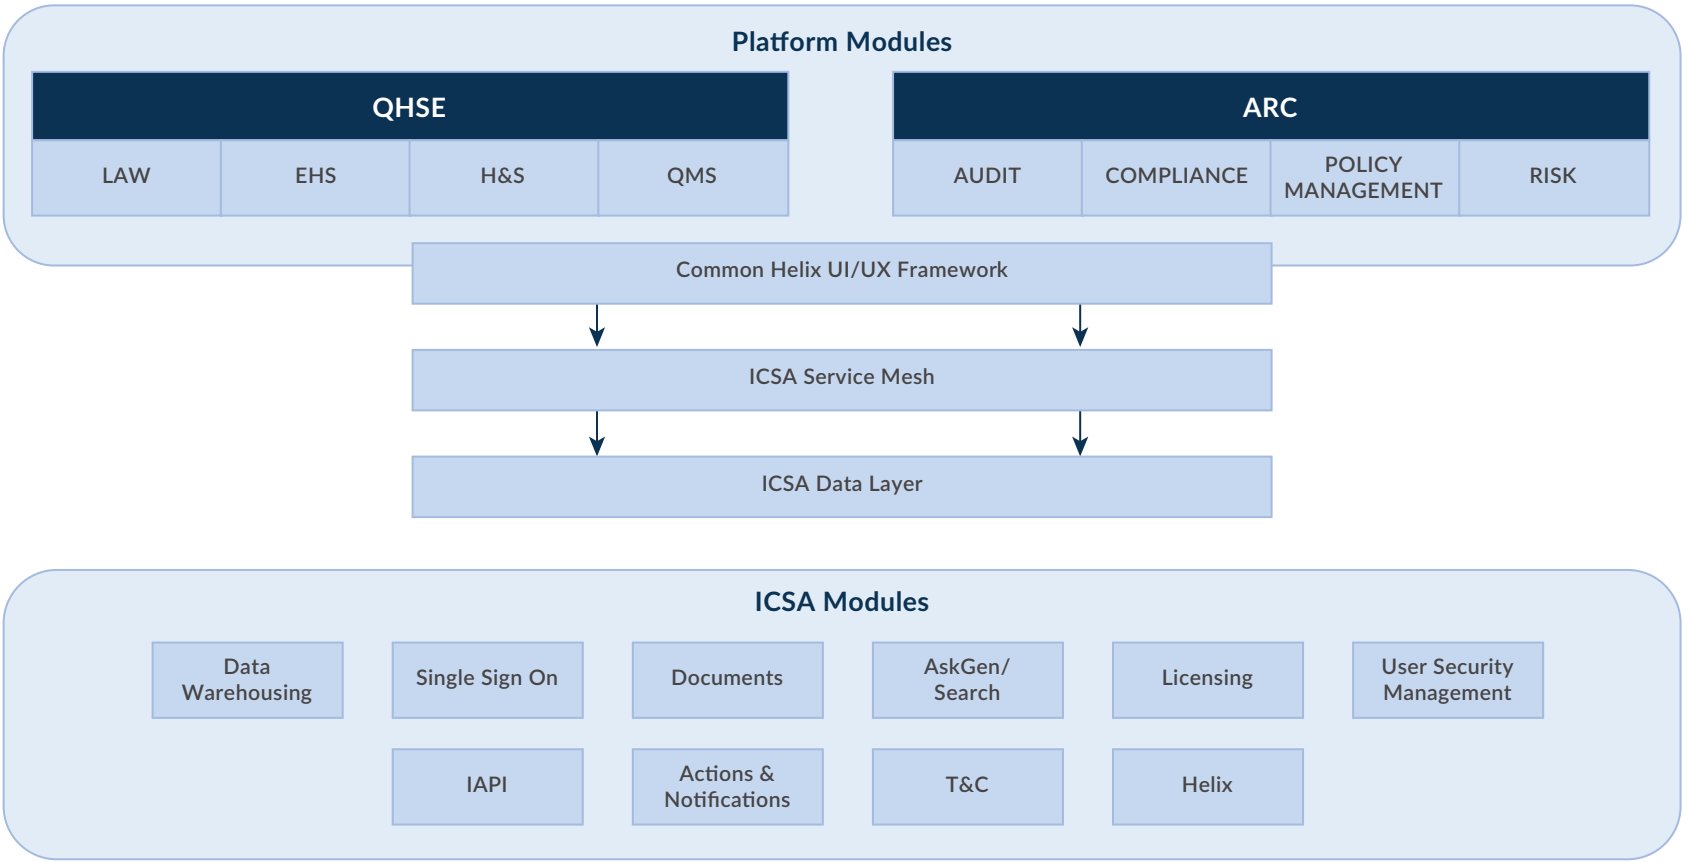 Platform Modules
QHSE
ARC
LAW
EHS
H&S
QMS
AUDIT
COMPLIANCE
POLICY
MANAGEMENT
RISK
Common Helix UI/UX Framework
ICSA Service Mesh
ICSA Data Layer
ICSA Modules
Data
Warehousing
Single Sign On
Documents
AskGen/
Search
Licensing
User Security
Management
IAPI
Actions &
Notifications
T&C
Helix